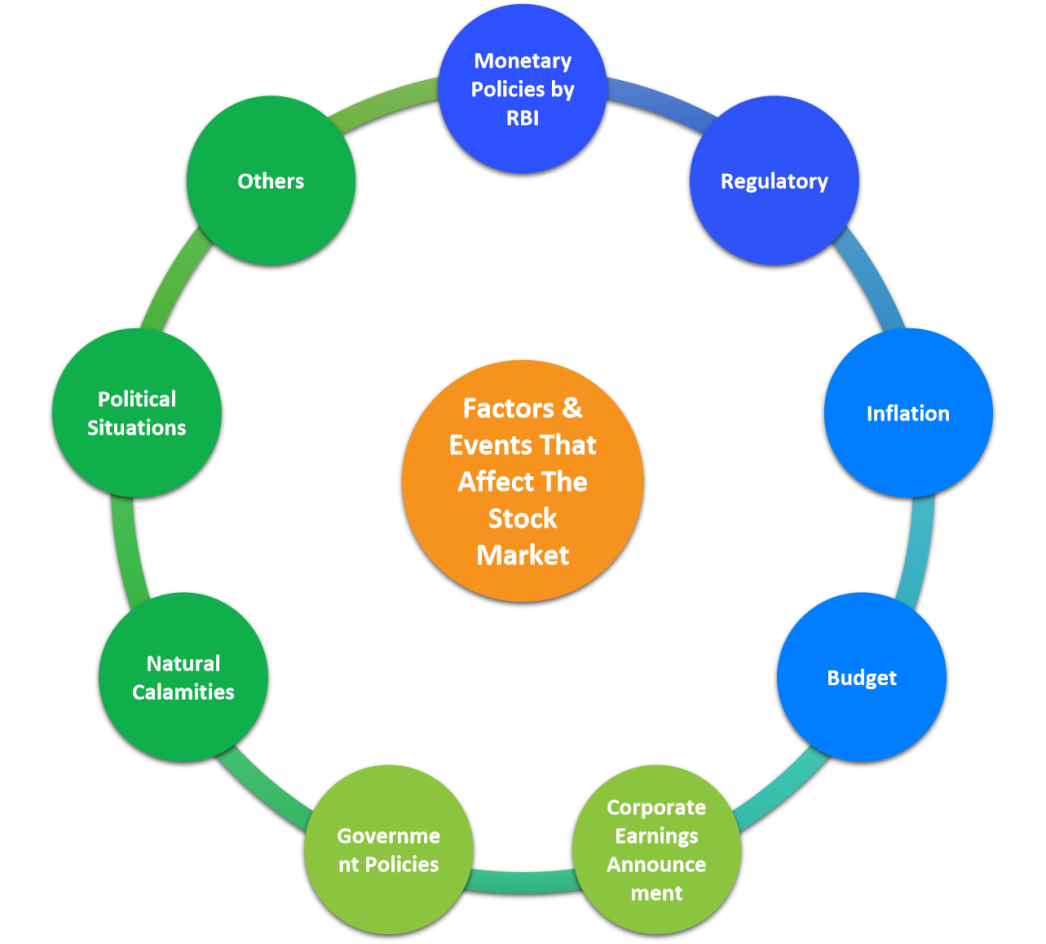 Monetary
Policies by
RBI
Regulatory
Inflation
Budget
Corporate
Earnings
Announce
ment
Governme
nt Policies
Natural
Calamities
Political
Situations
Others
Factors &
Events That
Affect The
Stock
Market